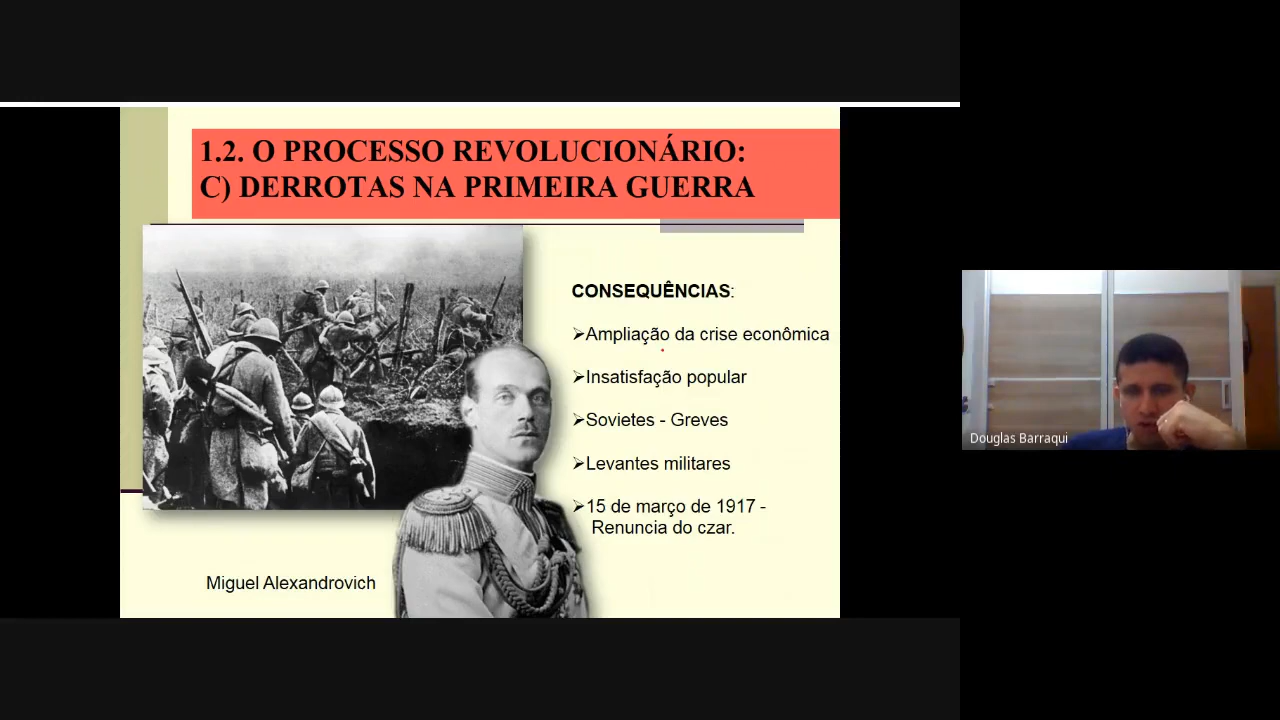 1.2. O PROCESSO REVOLUCIONÁRIO:
C) DERROTAS NA PRIMEIRA GUERRA
CONSEQUÊNCIAS:
➢Ampliação da crise econômica
➢Insatisfação popular
➢Sovietes - Greves
➢Levantes militares
➢15 de março de 1917 -
Renuncia do czar.
Miguel Alexandrovich
Douglas Barraqui